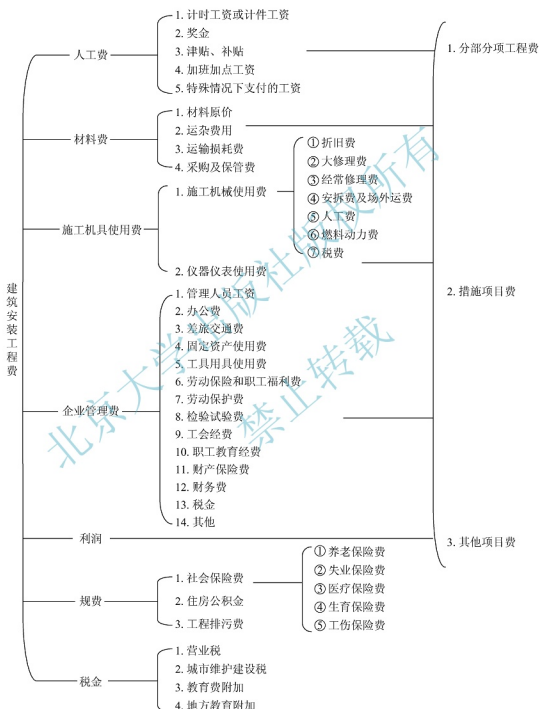 建筑安装工程费
人工费
1. 计时工资或计件工资
2. 奖金
3. 津贴、补贴
4. 加班加点工资
5. 特殊情况下支付的工资
材料费
1. 材料原价
2. 运杂费用
3. 运输损耗费
4. 采购及保管费
施工机具使用费
1. 施工机械使用费
① 折旧费
② 大修理费
③ 经常修理费
④ 安拆费及场外运费
⑤ 人工费
⑥ 燃料动力费
⑦ 税费
2. 仪器仪表使用费
企业管理费
1. 管理人员工资
2. 办公费
3. 差旅交通费
4. 固定资产使用费
5. 工具用具使用费
6. 劳动保险和职工福利费
7. 劳动保护费
8. 检验试验费
9. 工会经费
10. 职工教育经费
11. 财产保险费
12. 财务费
13. 税金
14. 其他
利润
规费
1. 社会保险费
① 养老保险费
② 失业保险费
③ 医疗保险费
④ 生育保险费
⑤ 工伤保险费
2. 住房公积金
3. 工程排污费
税金
1. 营业税
2. 城市维护建设税
3. 教育费附加
4. 地方教育附加
1. 分部分项工程费
2. 措施项目费
3. 其他项目费
北京大学出版社版权所有
禁止转载